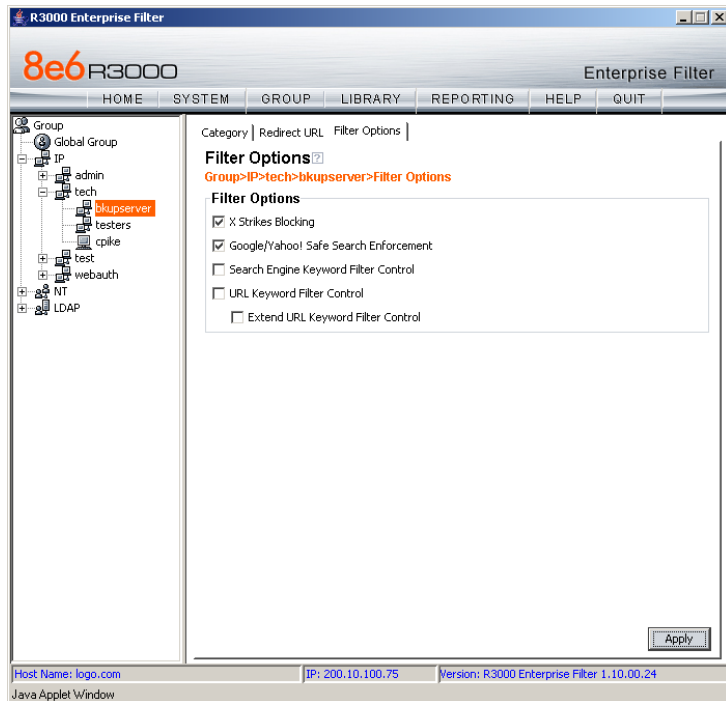 R3000 Enterprise Filter
8e6 R3000
Enterprise Filter
HOME SYSTEM GROUP LIBRARY REPORTING HELP QUIT
Group
Global Group
IP
admin
tech
bkupserver
testers
cpike
test
webauth
NT
LDAP
Category Redirect URL Filter Options
Filter Options ?
Group>IP>tech>bkupserver>Filter Options
Filter Options
X Strikes Blocking
Google/Yahoo! Safe Search Enforcement
Search Engine Keyword Filter Control
URL Keyword Filter Control
Extend URL Keyword Filter Control
Apply
Host Name: logo.com IP: 200.10.100.75 Version: R3000 Enterprise Filter 1.10.00.24
Java Applet Window